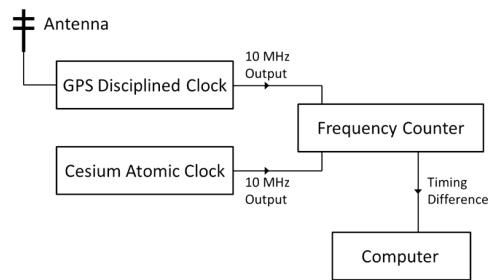 Antenna
GPS Disciplined Clock
10 MHz
Output
Frequency Counter
Cesium Atomic Clock
10 MHz
Output
Timing
Difference
Computer